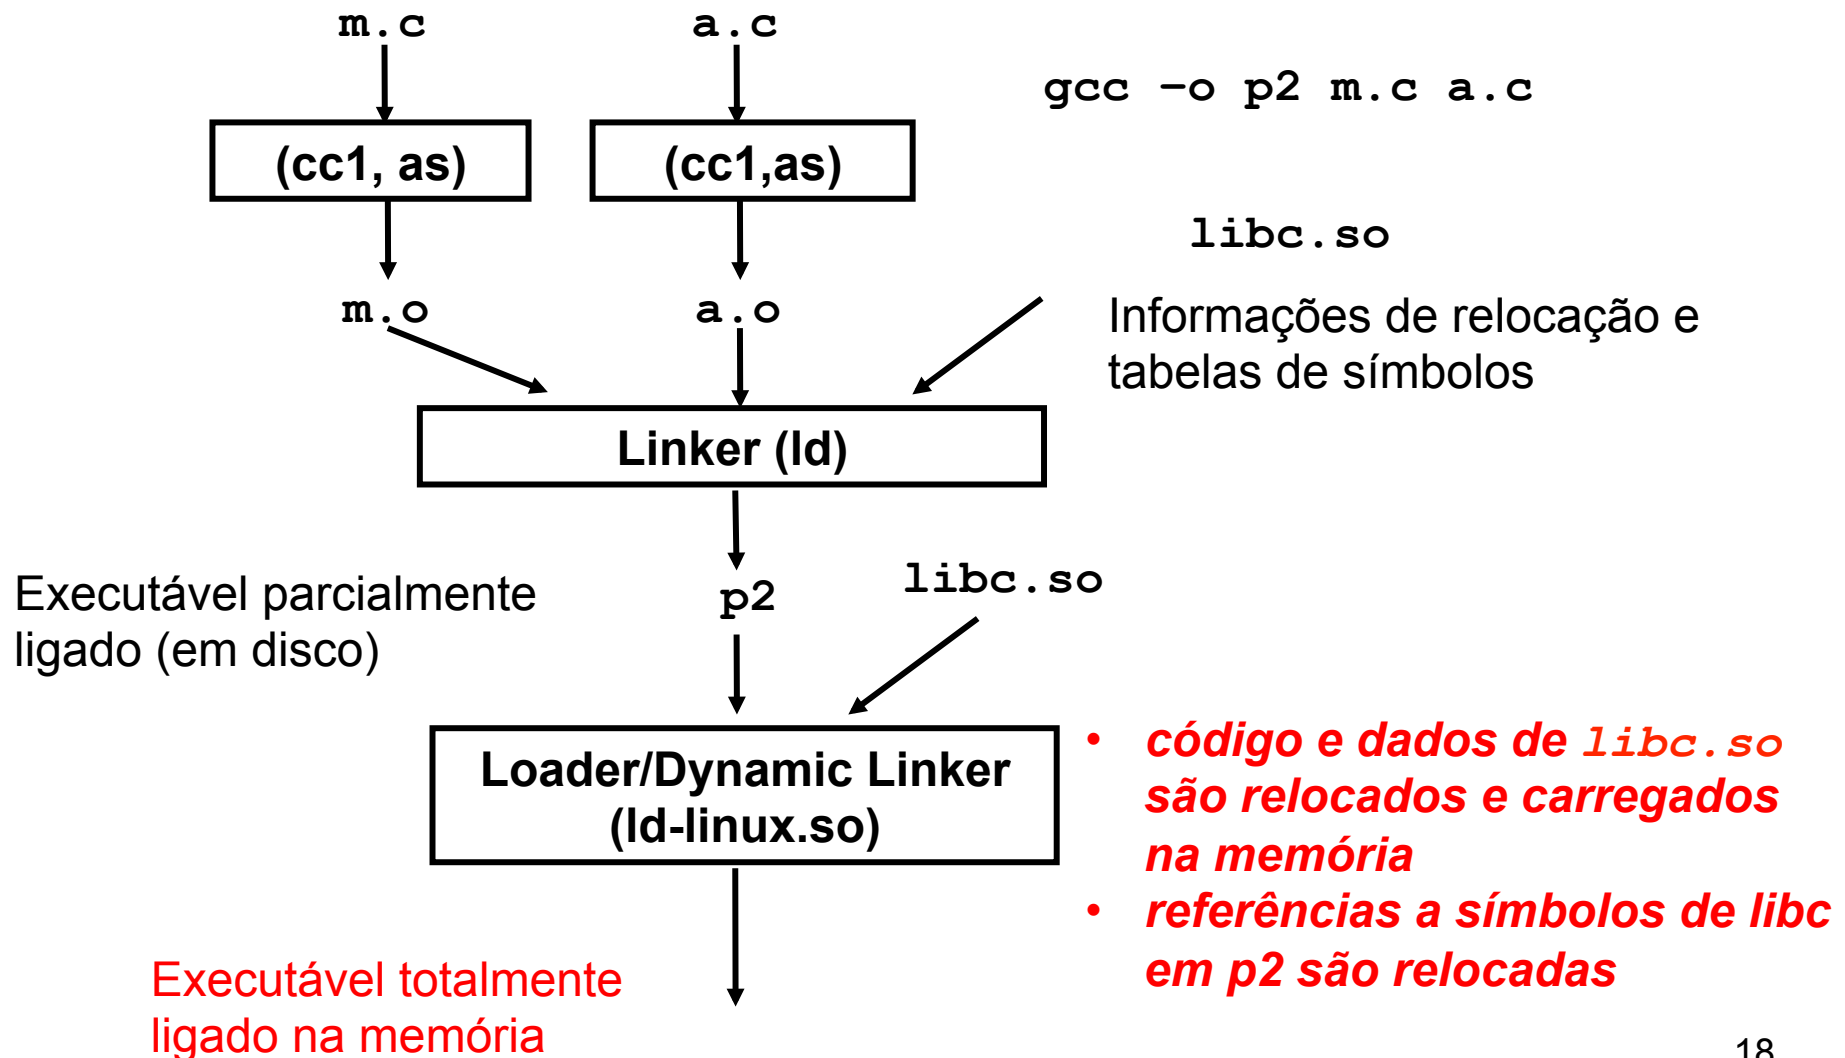 m.c
a.c
gcc –o p2 m.c a.c
(cc1, as)
(cc1,as)
libc.so
m.o
a.o
Informações de relocação e
tabelas de símbolos
Linker (ld)
Executável parcialmente
ligado (em disco)
p2
libc.so
Loader/Dynamic Linker
(ld-linux.so)
• código e dados de libc.so
são relocados e carregados
na memória
• referências a símbolos de libc
em p2 são relocadas
Executável totalmente
ligado na memória
18